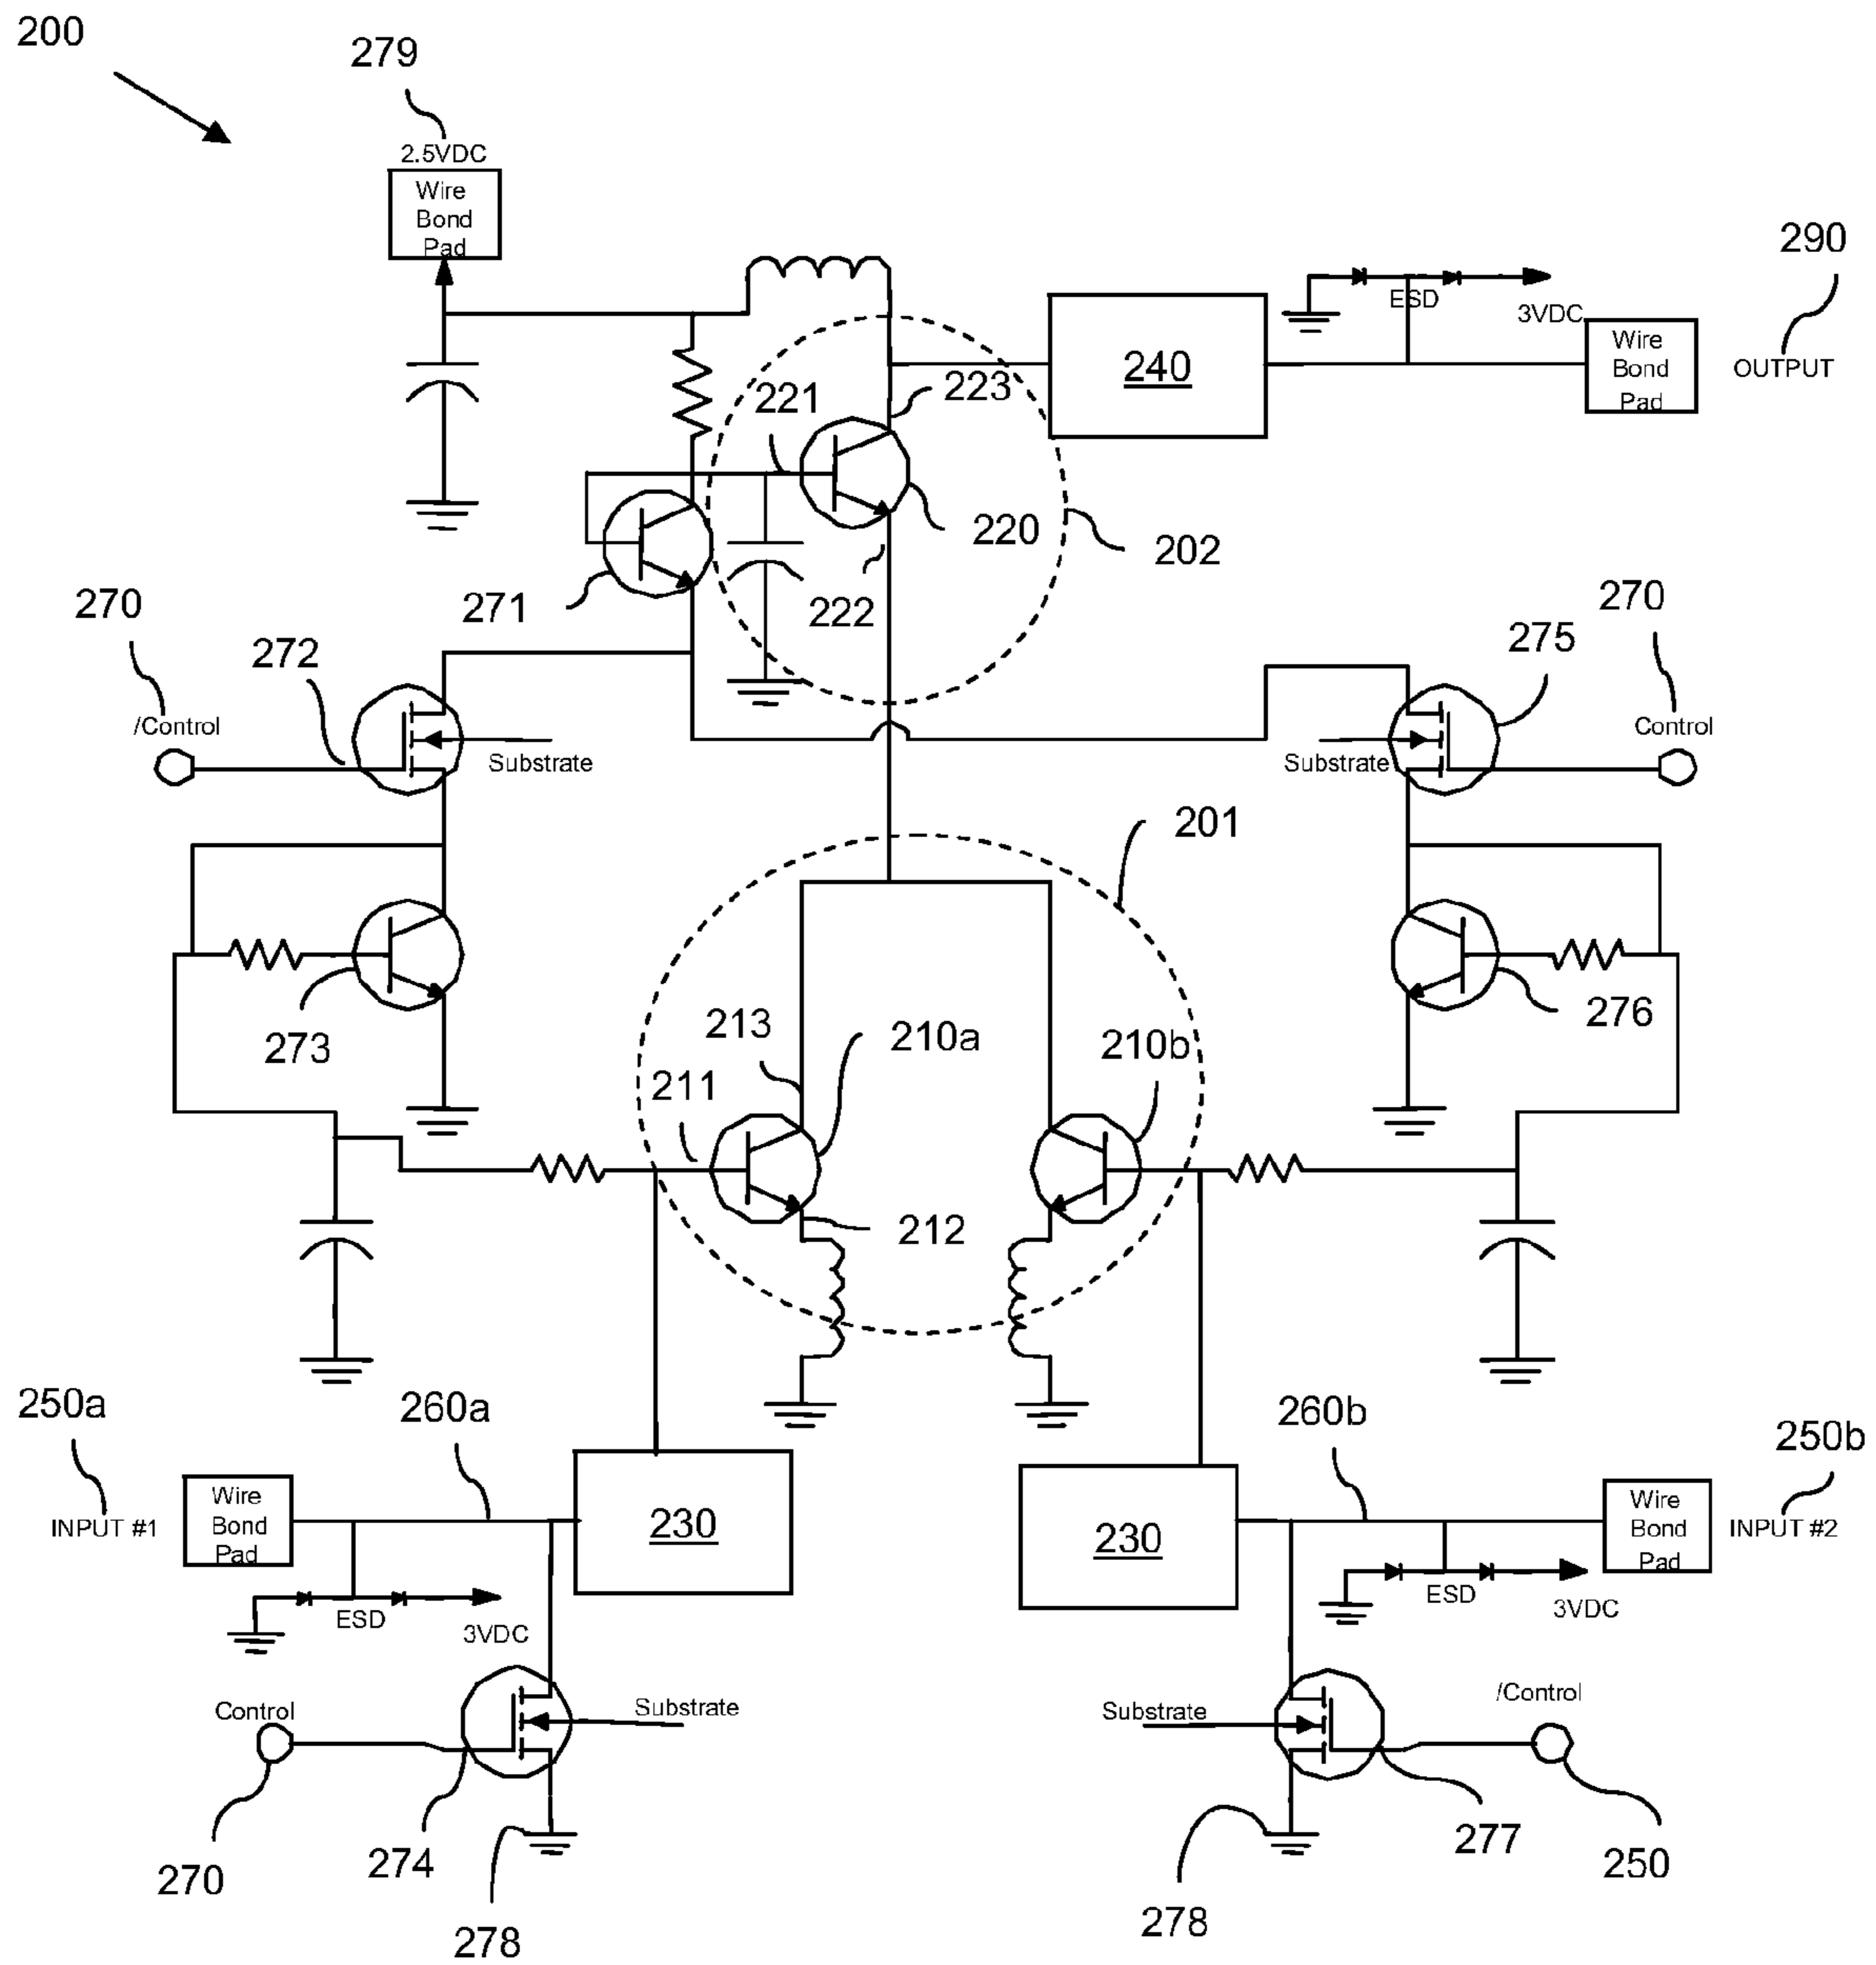 200
279
2.5VDC
Wire
Bond
Pad
290
ESD
3VDC
Wire
Bond
Pad
OUTPUT
240
223
221
220
202
222
271
270
/Control
272
Substrate
270
Control
275
Substrate
201
273
276
213
210a
210b
211
212
250a
INPUT #1
Wire
Bond
Pad
260a
230
ESD
3VDC
260b
230
250b
Wire
Bond
Pad
INPUT #2
ESD
3VDC
Control
Substrate
270
274
278
Substrate
/Control
277
250
278